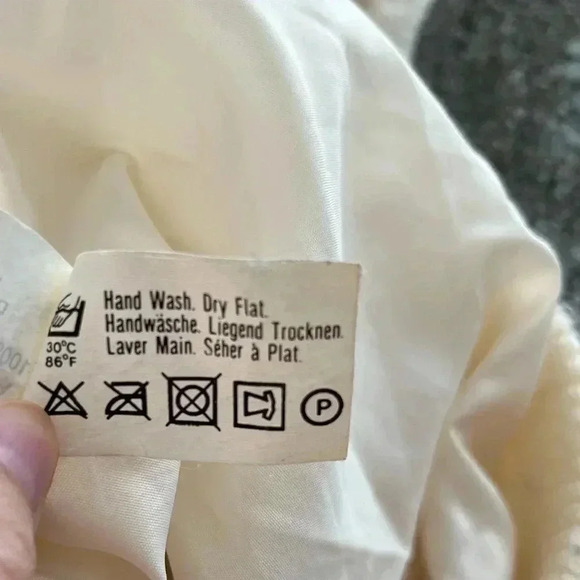 Hand Wash. Dry Flat.
Handwäsche. Liegend Trocknen.
Laver Main. Séher à Plat.
30°C
86°F
P